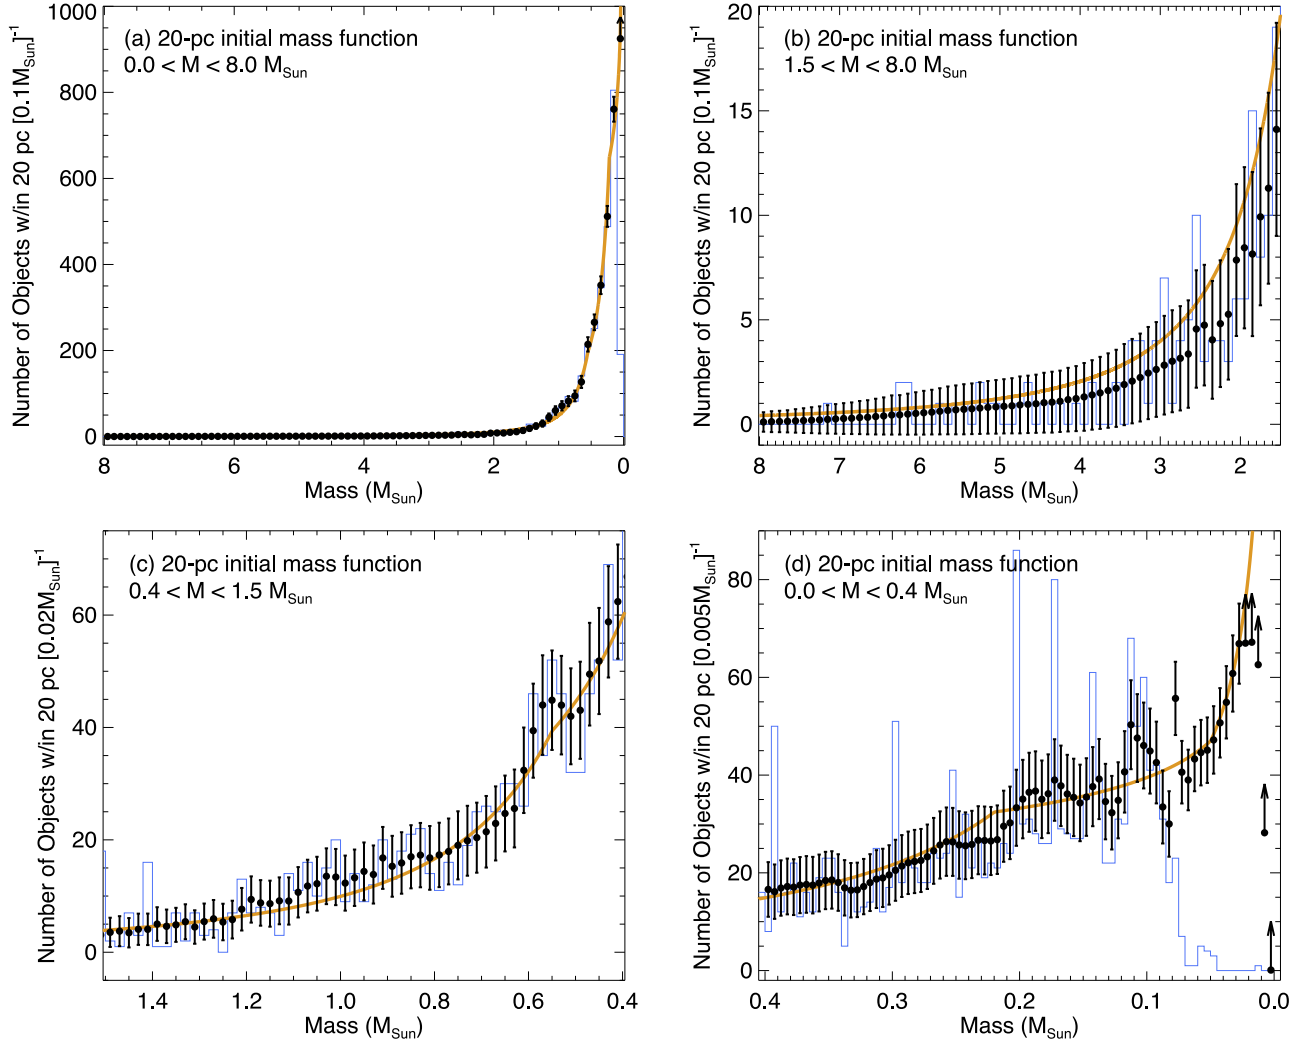 (a) 20-pc initial mass function
0.0 < M < 8.0 M_Sun
Number of Objects w/in 20 pc [0.1M_Sun]^-1
1000
800
600
400
200
0
8
6
4
2
0
Mass (M_Sun)
(b) 20-pc initial mass function
1.5 < M < 8.0 M_Sun
Number of Objects w/in 20 pc [0.1M_Sun]^-1
20
15
10
5
0
8
7
6
5
4
3
2
Mass (M_Sun)
(c) 20-pc initial mass function
0.4 < M < 1.5 M_Sun
Number of Objects w/in 20 pc [0.02M_Sun]^-1
60
40
20
0
1.4
1.2
1.0
0.8
0.6
0.4
Mass (M_Sun)
(d) 20-pc initial mass function
0.0 < M < 0.4 M_Sun
Number of Objects w/in 20 pc [0.005M_Sun]^-1
80
60
40
20
0
0.4
0.3
0.2
0.1
0.0
Mass (M_Sun)